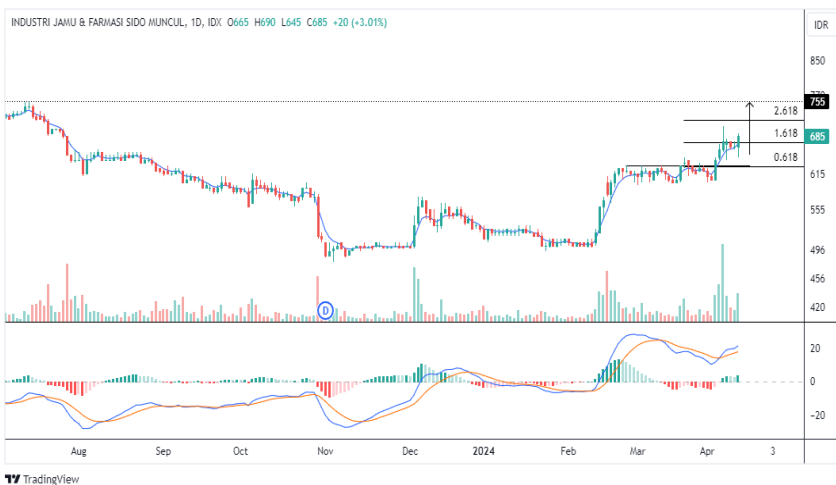 INDUSTRI JAMU & FARMASI SIDO MUNCUL, 1D, IDX O665 H690 L645 C685 +20 (+3.01%)
IDR
850
755
2.618
685
1.618
0.618
615
555
496
456
420
D
20
0
−20
Aug Sep Oct Nov Dec 2024 Feb Mar Apr 3
TradingView